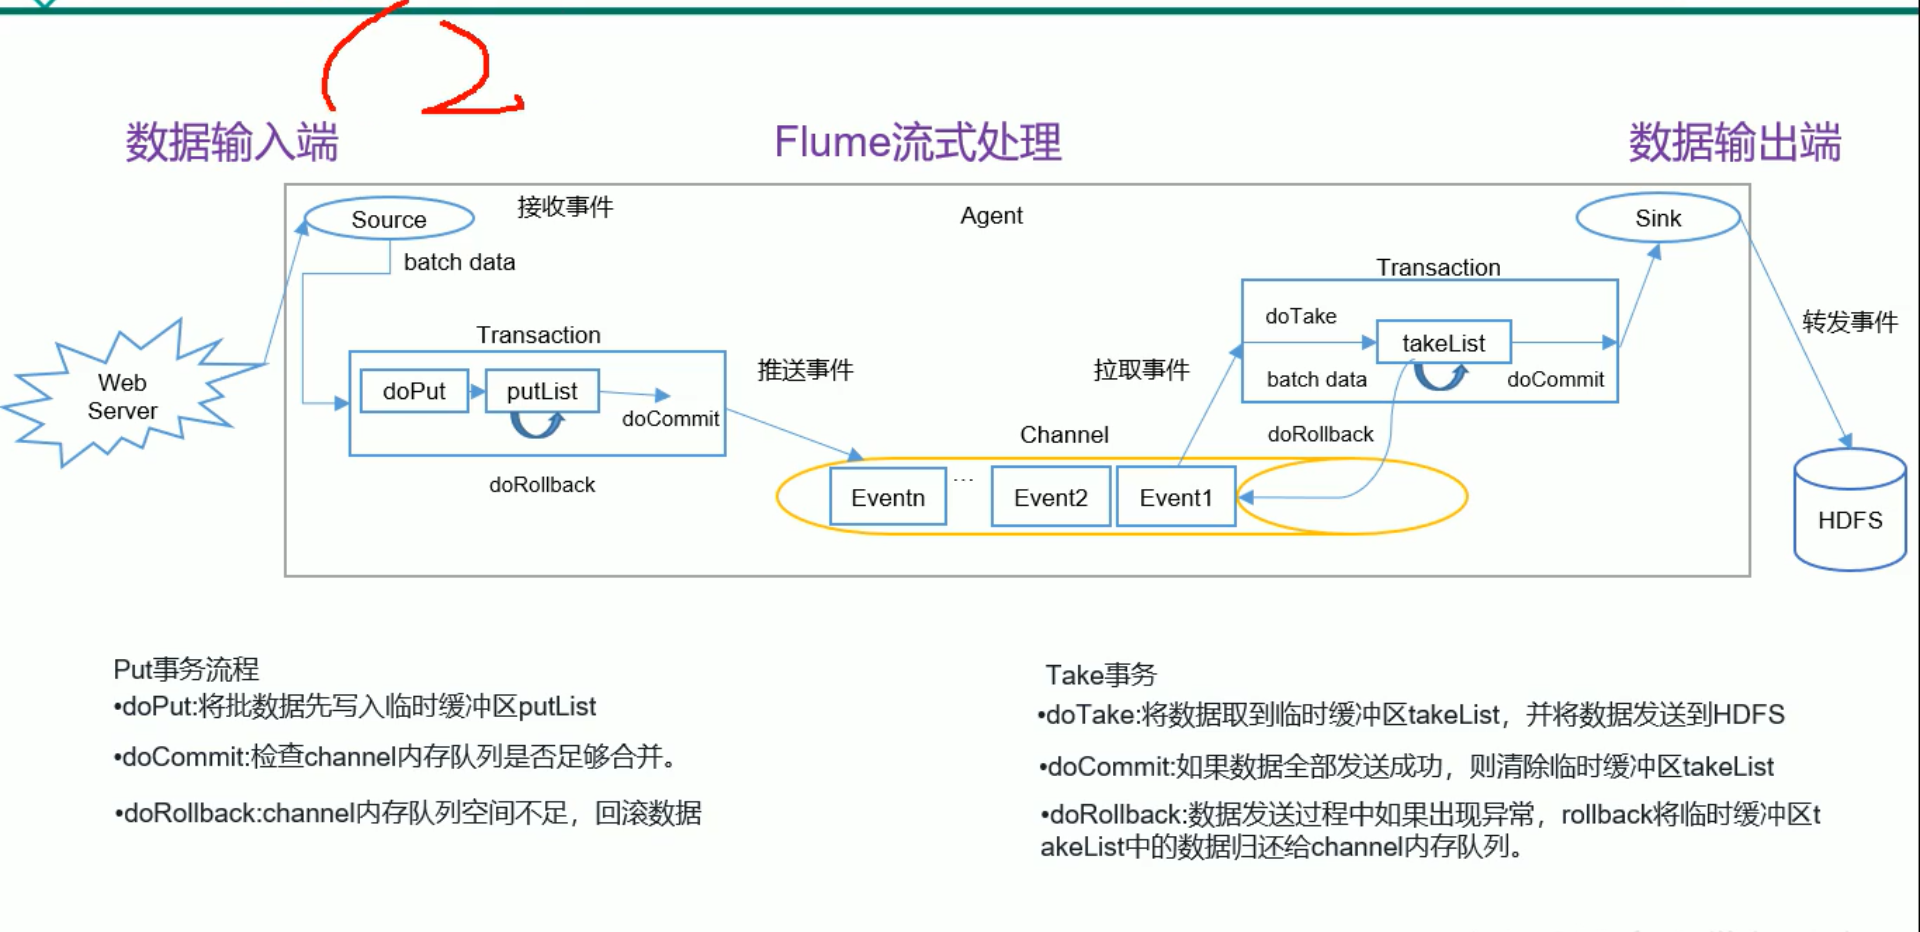 2
数据输入端
Flume流式处理
数据输出端
Source
接收事件
Agent
Sink
batch data
Transaction
doTake
takeList
batch data
doCommit
转发事件
Web
Server
Transaction
doPut
putList
doCommit
推送事件
拉取事件
doRollback
Channel
doRollback
Eventn
...
Event2
Event1
HDFS
Put事务流程
•doPut:将批数据先写入临时缓冲区putList
•doCommit:检查channel内存队列是否足够合并。
•doRollback:channel内存队列空间不足，回滚数据
Take事务
•doTake:将数据取到临时缓冲区takeList，并将数据发送到HDFS
•doCommit:如果数据全部发送成功，则清除临时缓冲区takeList
•doRollback:数据发送过程中如果出现异常，rollback将临时缓冲区t
akeList中的数据归还给channel内存队列。